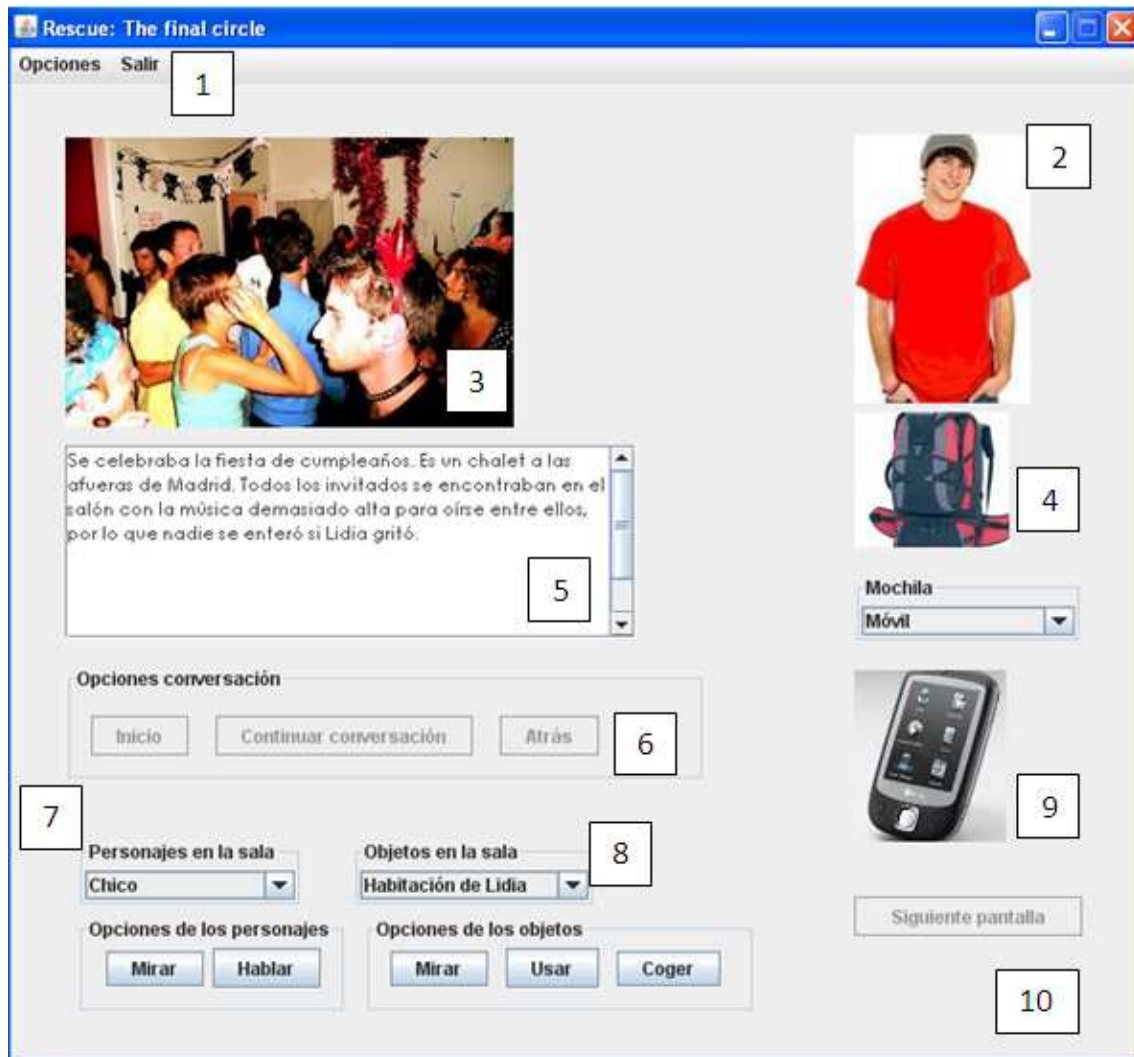 Rescue: The final circle
Opciones Salir
1
2
3
Se celebraba la fiesta de cumpleaños. Es un chalet a las
afueras de Madrid. Todos los invitados se encontraban en el
salón con la música demasiado alta para oírse entre ellos,
por lo que nadie se enteró si Lidia gritó.
4
5
Mochila
Móvil
Opciones conversación
Inicio Continuar conversación Atrás
6
7
8
9
Personajes en la sala Objetos en la sala
Chico Habitación de Lidia
Siguiente pantalla
Opciones de los personajes Opciones de los objetos
Mirar Hablar Mirar Usar Coger
10